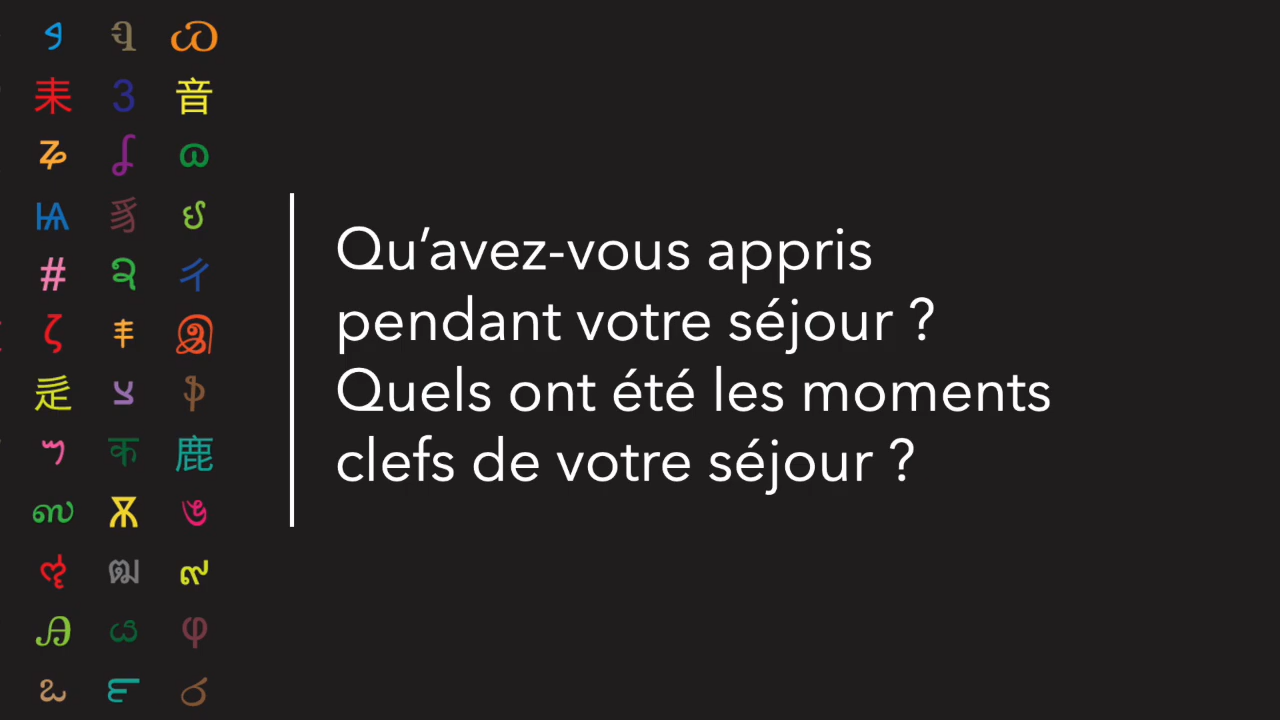 Qu’avez-vous appris
pendant votre séjour ?
Quels ont été les moments
clefs de votre séjour ?